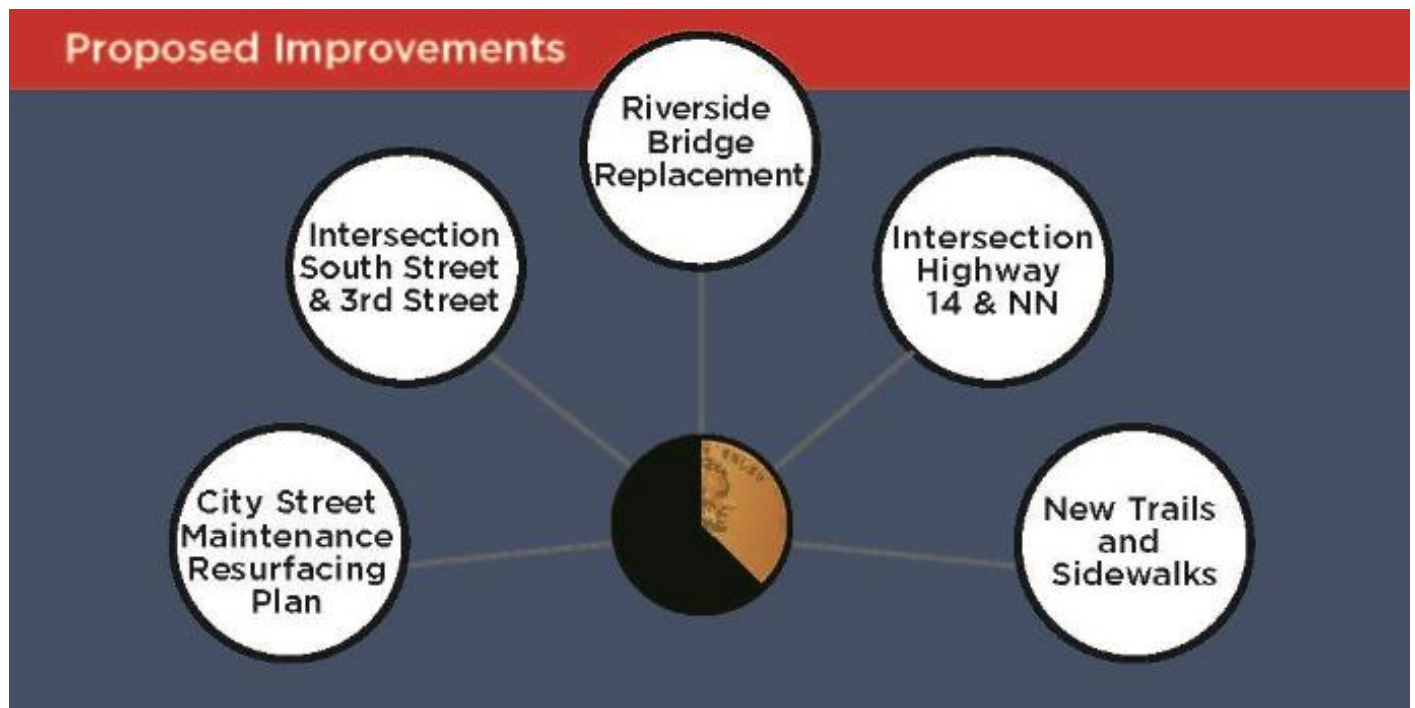 Proposed Improvements
Riverside
Bridge
Replacement
Intersection
South Street
& 3rd Street
Intersection
Highway
14 & NN
City Street
Maintenance
Resurfacing
Plan
New Trails
and
Sidewalks